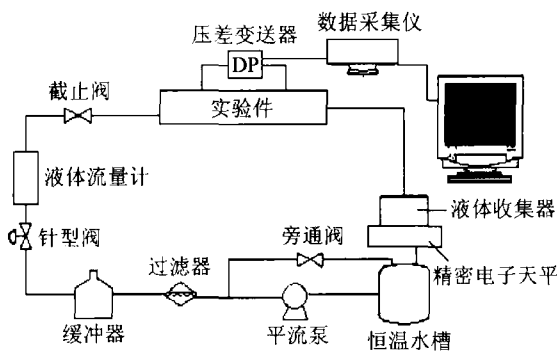 数据采集仪
压差变送器
DP
截止阀
实验件
液体流量计
液体收集器
针型阀
旁通阀
过滤器
精密电子天平
缓冲器
平流泵
恒温水槽